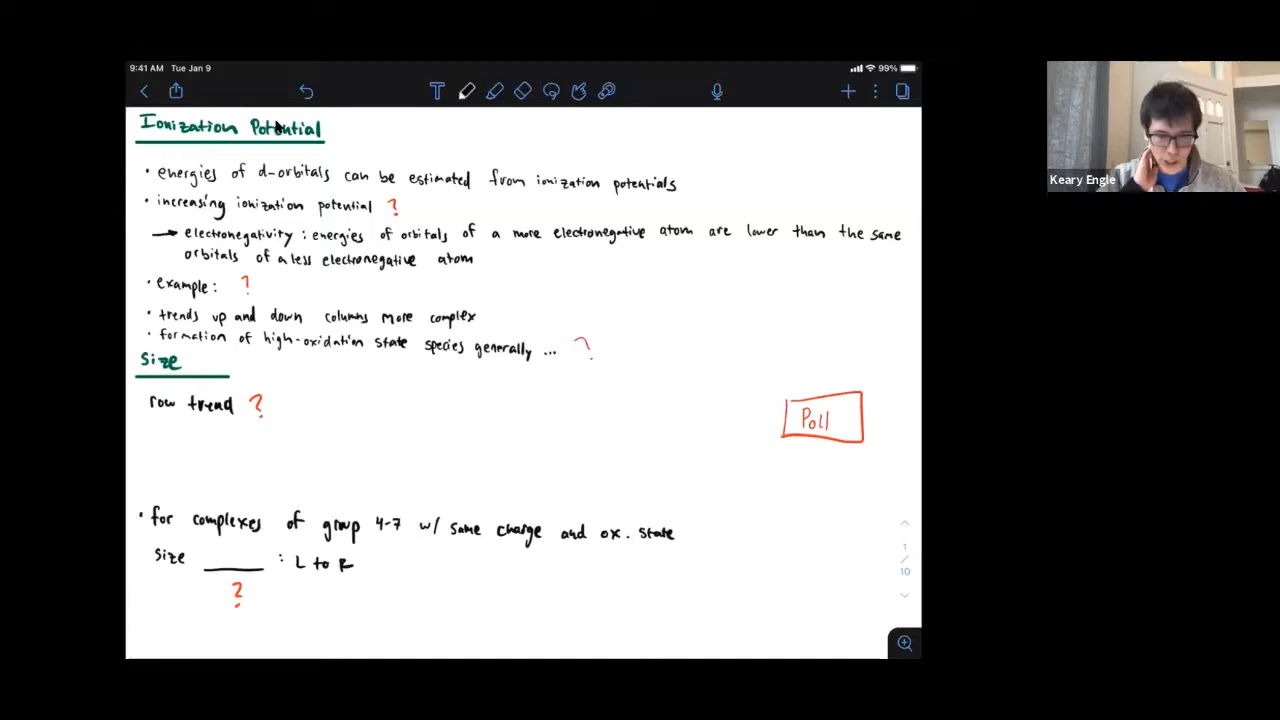 9:41 AM Tue Jan 9
99%
Ionization Potential
• energies of d-orbitals can be estimated from ionization potentials
• increasing ionization potential ?
→ electronegativity : energies of orbitals of a more electronegative atom are lower than the same
orbitals of a less electronegative atom
• example: ?
• trends up and down columns more complex
• formation of high-oxidation state species generally ... ?
Size
row trend ?
Poll
• for complexes of group 4-7 w/ same charge and ox. state
size ____ : L to R
?
1
/
10
Keary Engle